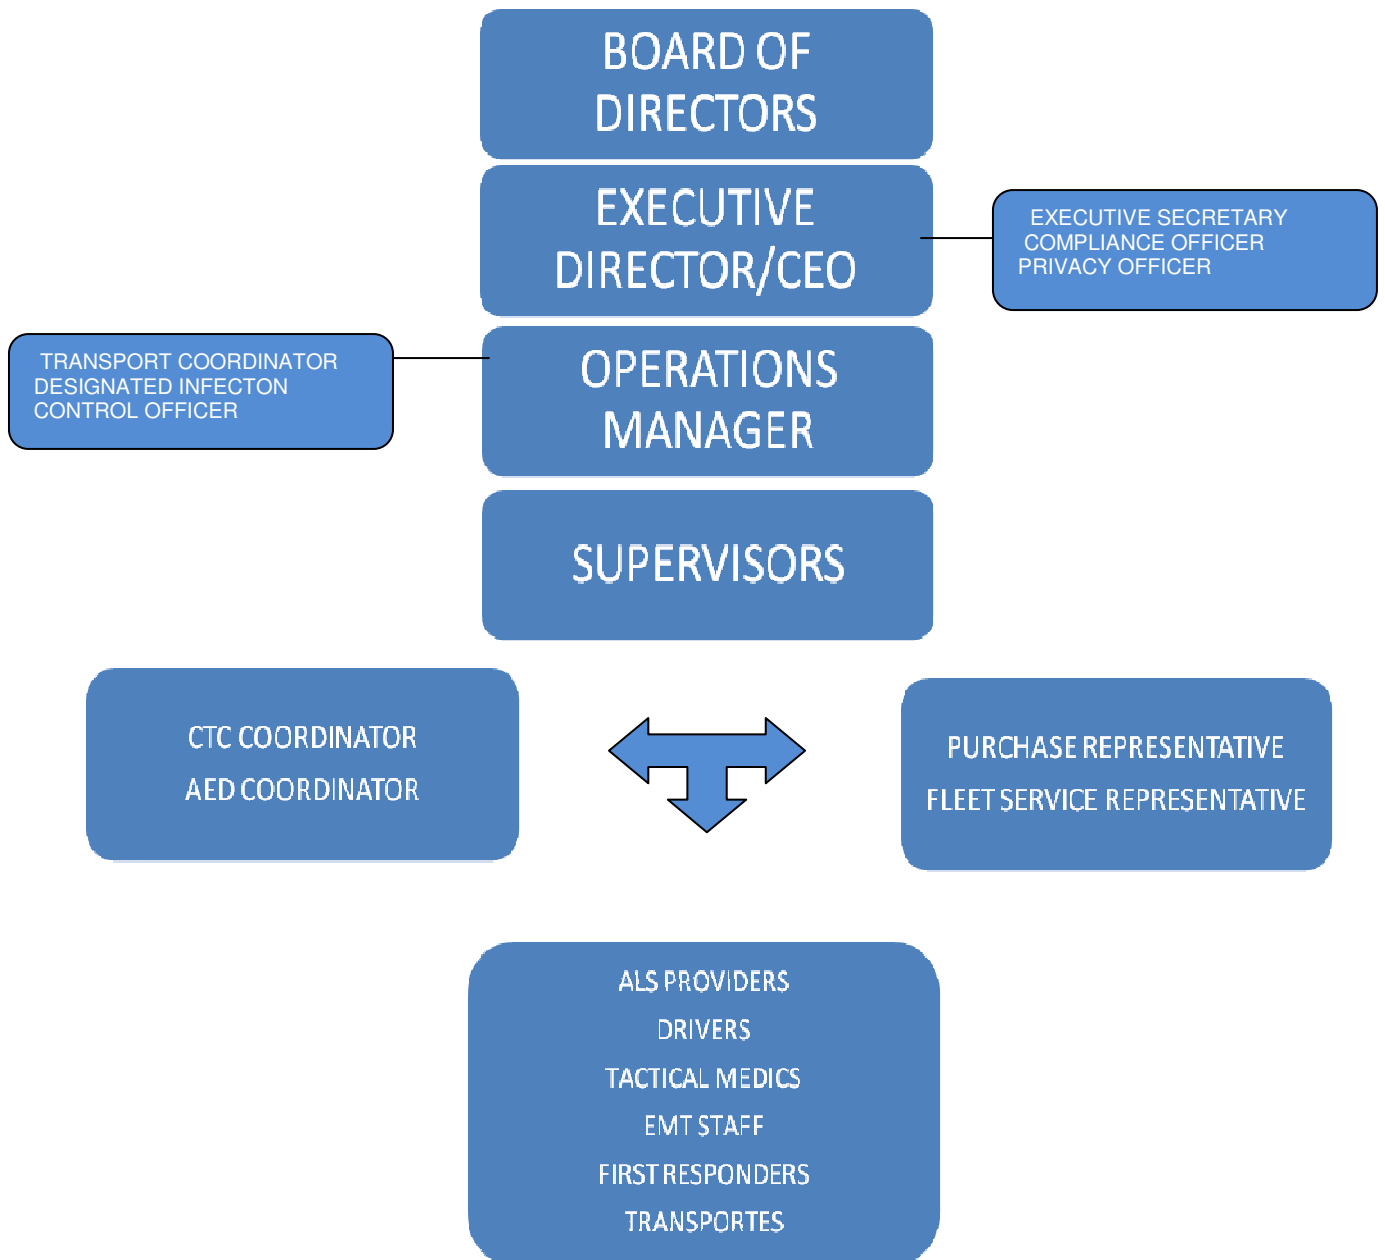 BOARD OF
DIRECTORS
EXECUTIVE
DIRECTOR/CEO
EXECUTIVE SECRETARY
COMPLIANCE OFFICER
PRIVACY OFFICER
TRANSPORT COORDINATOR
DESIGNATED INFECTON
CONTROL OFFICER
OPERATIONS
MANAGER
SUPERVISORS
CTC COORDINATOR
AED COORDINATOR
PURCHASE REPRESENTATIVE
FLEET SERVICE REPRESENTATIVE
ALS PROVIDERS
DRIVERS
TACTICAL MEDICS
EMT STAFF
FIRST RESPONDERS
TRANSPORTES